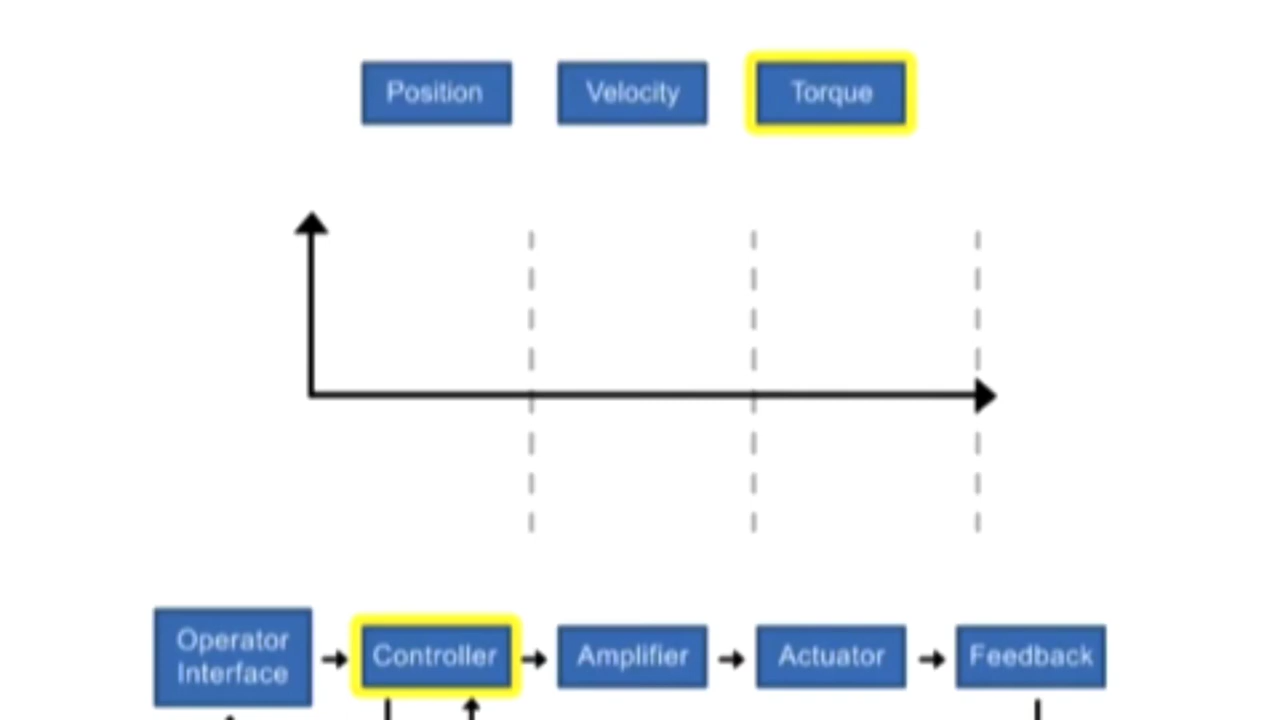 Position
Velocity
Torque
Operator
Interface
Controller
Amplifier
Actuator
Feedback